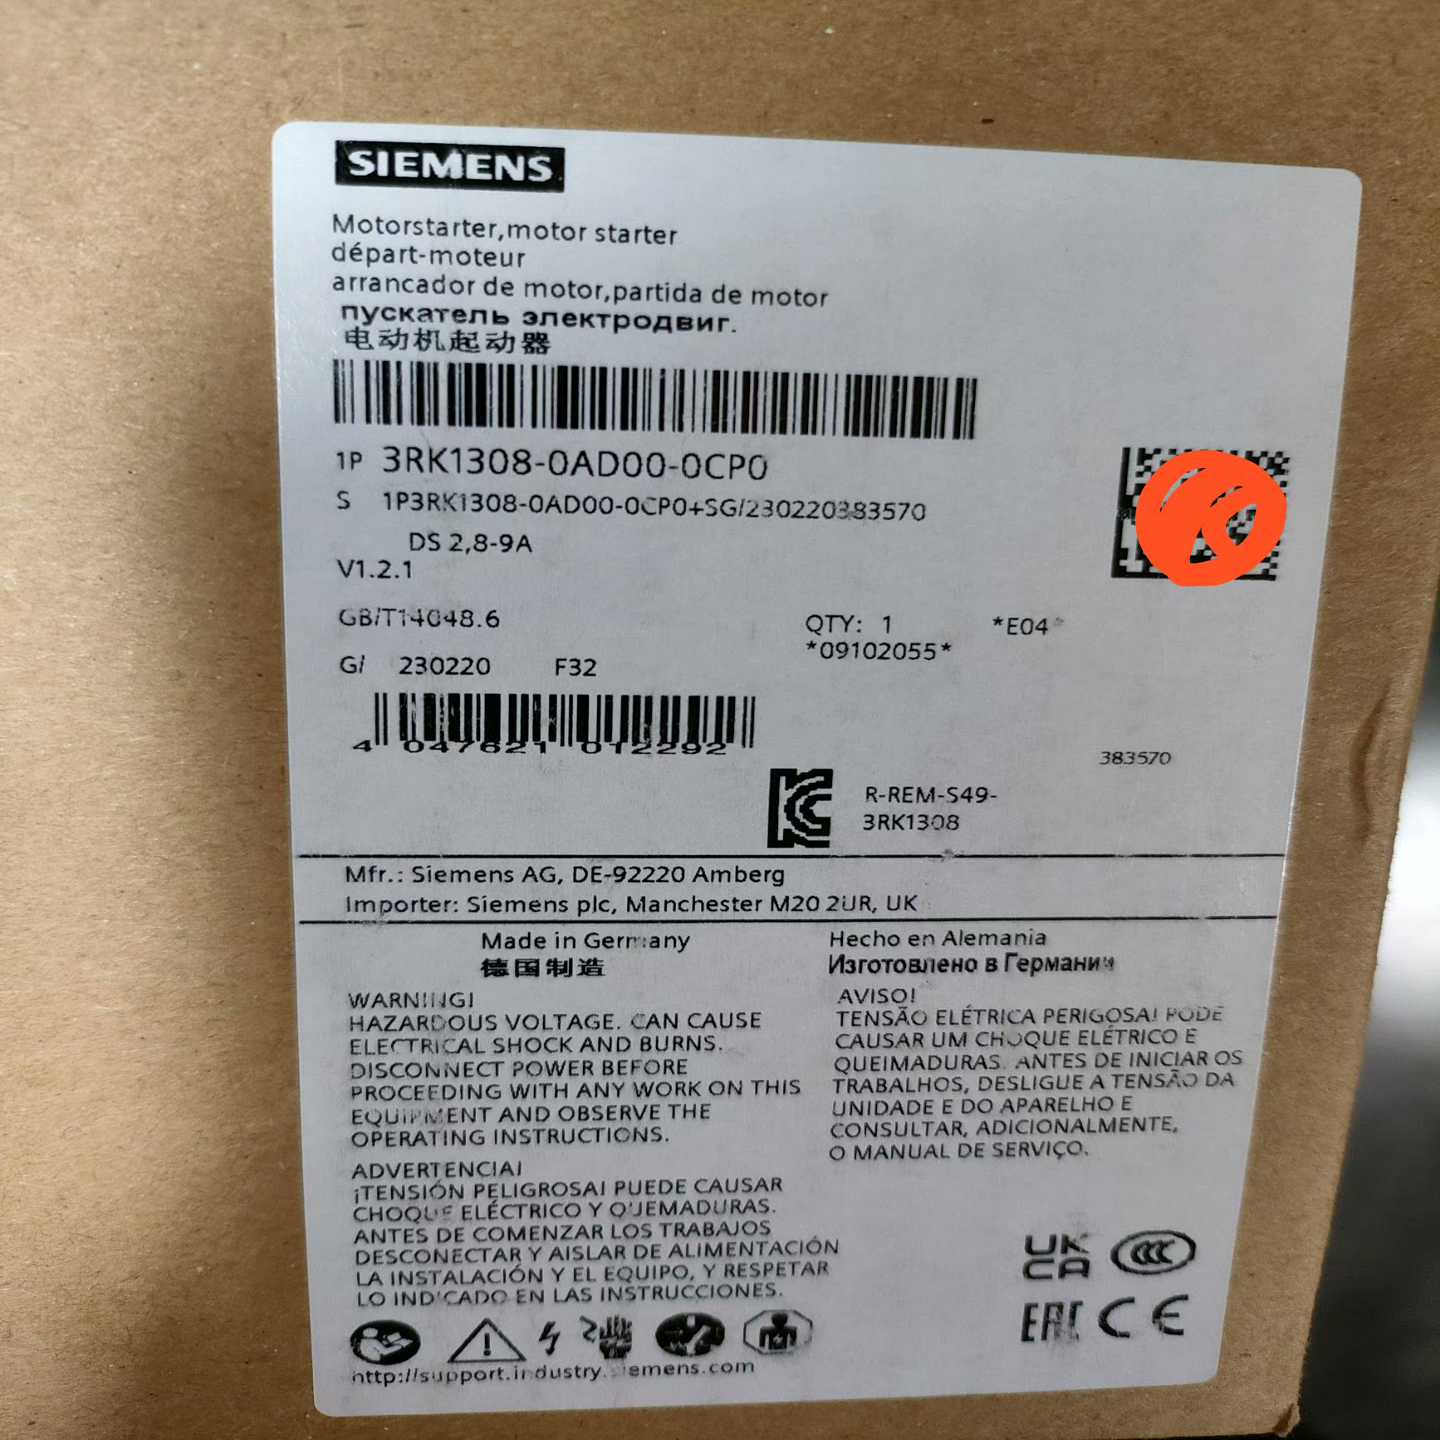 SIEMENS
Motorstarter,motor starter
départ-moteur
arrancador de motor,partida de motor
пускатель электродвиг.
电动机起动器
1P 3RK1308-0AD00-0CP0
S 1P3RK1308-0AD00-0CP0+SG/230220383570
DS 2,8-9A
V1.2.1
GB/T14048.6
QTY: 1 *E04*
*09102055*
G/ 230220 F32
4 047621 012292
383570
R-REM-S49-
3RK1308
Mfr.: Siemens AG, DE-92220 Amberg
Importer: Siemens plc, Manchester M20 2UR, UK
Made in Germany
德国制造
Hecho en Alemania
Изготовлено в Германии
WARNING!
HAZARDOUS VOLTAGE. CAN CAUSE
ELECTRICAL SHOCK AND BURNS.
DISCONNECT POWER BEFORE
PROCEEDING WITH ANY WORK ON THIS
EQUIPMENT AND OBSERVE THE
OPERATING INSTRUCTIONS.
AVISO!
TENSÃO ELÉTRICA PERIGOSA! PODE
CAUSAR UM CHOQUE ELÉTRICO E
QUEIMADURAS. ANTES DE INICIAR OS
TRABALHOS, DESLIGUE A TENSÃO DA
UNIDADE E DO APARELHO E
CONSULTAR, ADICIONALMENTE,
O MANUAL DE SERVIÇO.
ADVERTENCIA!
¡TENSIÓN PELIGROSA! PUEDE CAUSAR
CHOQUE ELÉCTRICO Y QUEMADURAS.
ANTES DE COMENZAR LOS TRABAJOS
DESCONECTAR Y AISLAR DE ALIMENTACIÓN
LA INSTALACIÓN Y EL EQUIPO, Y RESPETAR
LO INDICADO EN LAS INSTRUCCIONES.
UK
CA
CCC
EAC CE
http://support.industry.siemens.com